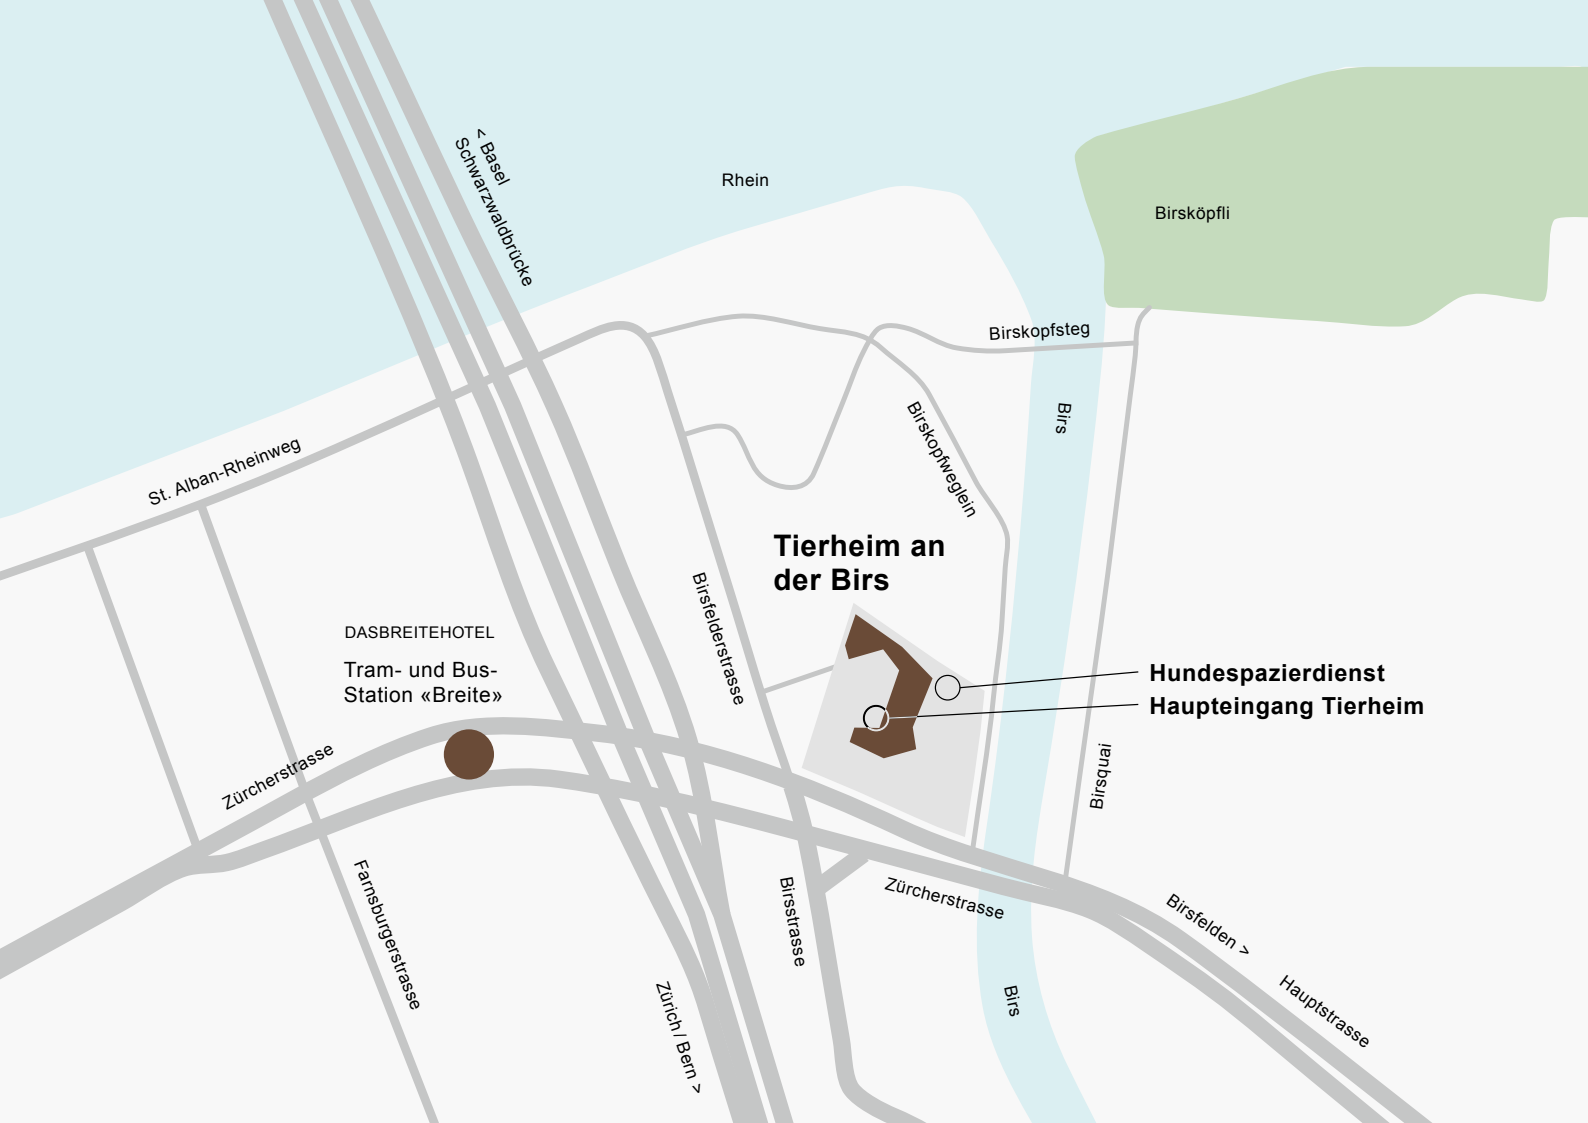 < Basel
Schwarzwaldbrücke
Rhein
Birsköpfli
Birskopfsteg
Birs
Birskopfweglein
St. Alban-Rheinweg
Tierheim an
der Birs
Birsfelderstrasse
DASBREITEHOTEL
Tram- und Bus-
Station «Breite»
Hundespazierdienst
Haupteingang Tierheim
Zürcherstrasse
Birsquai
Farnsburgerstrasse
Birsstrasse
Zürcherstrasse
Birsfelden >
Hauptstrasse
Zürich / Bern >
Birs